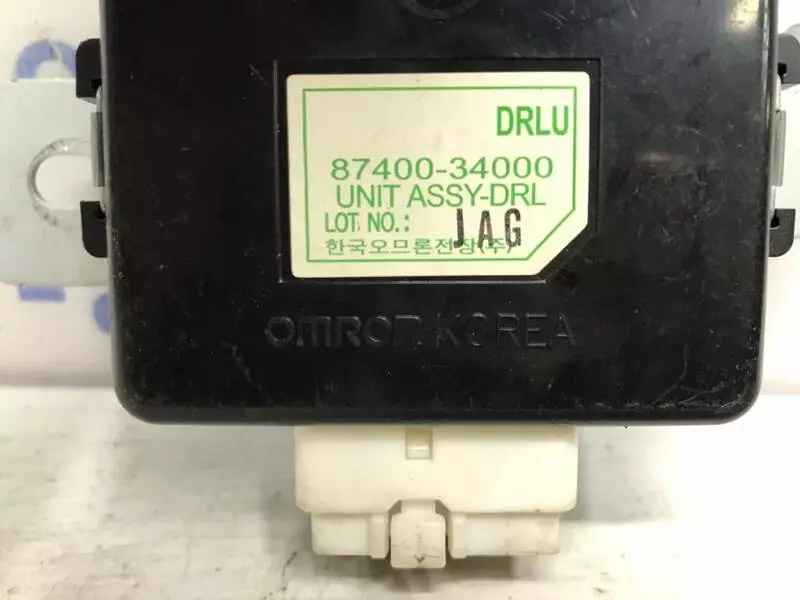 DRLU
87400-34000
UNIT ASSY-DRL
LOT NO.: JAG
한국오므론전장(주)
OMRON KOREA